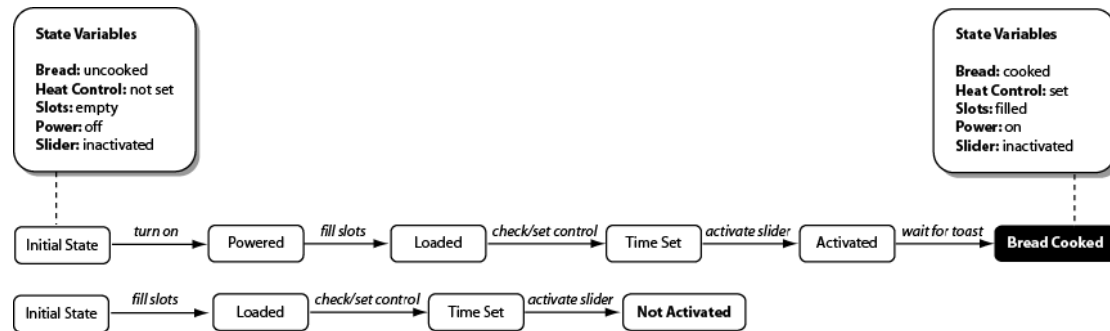 State Variables
Bread: uncooked
Heat Control: not set
Slots: empty
Power: off
Slider: inactivated
State Variables
Bread: cooked
Heat Control: set
Slots: filled
Power: on
Slider: inactivated
Initial State turn on Powered fill slots Loaded check/set control Time Set activate slider Activated wait for toast Bread Cooked
Initial State fill slots Loaded check/set control Time Set activate slider Not Activated